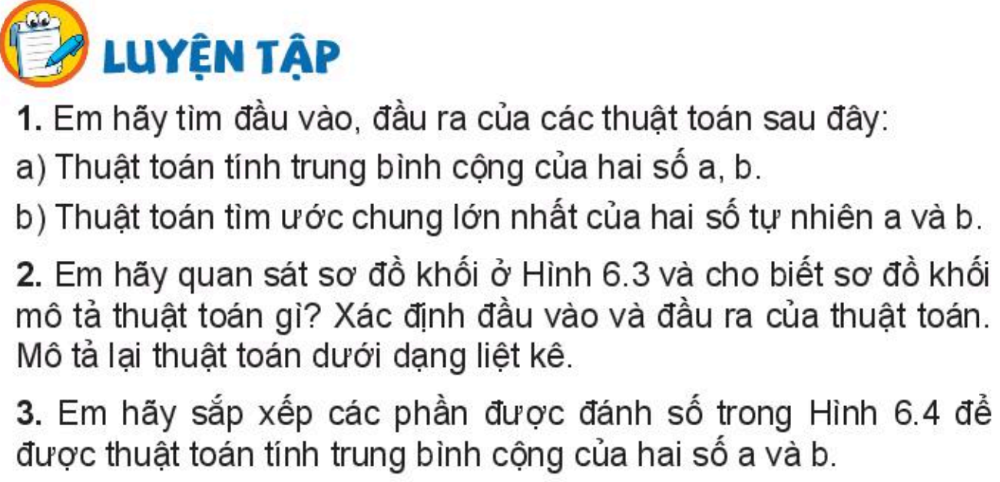 LUYỆN TẬP
1. Em hãy tìm đầu vào, đầu ra của các thuật toán sau đây:
a) Thuật toán tính trung bình cộng của hai số a, b.
b) Thuật toán tìm ước chung lớn nhất của hai số tự nhiên a và b.
2. Em hãy quan sát sơ đồ khối ở Hình 6.3 và cho biết sơ đồ khối
mô tả thuật toán gì? Xác định đầu vào và đầu ra của thuật toán.
Mô tả lại thuật toán dưới dạng liệt kê.
3. Em hãy sắp xếp các phần được đánh số trong Hình 6.4 để
được thuật toán tính trung bình cộng của hai số a và b.